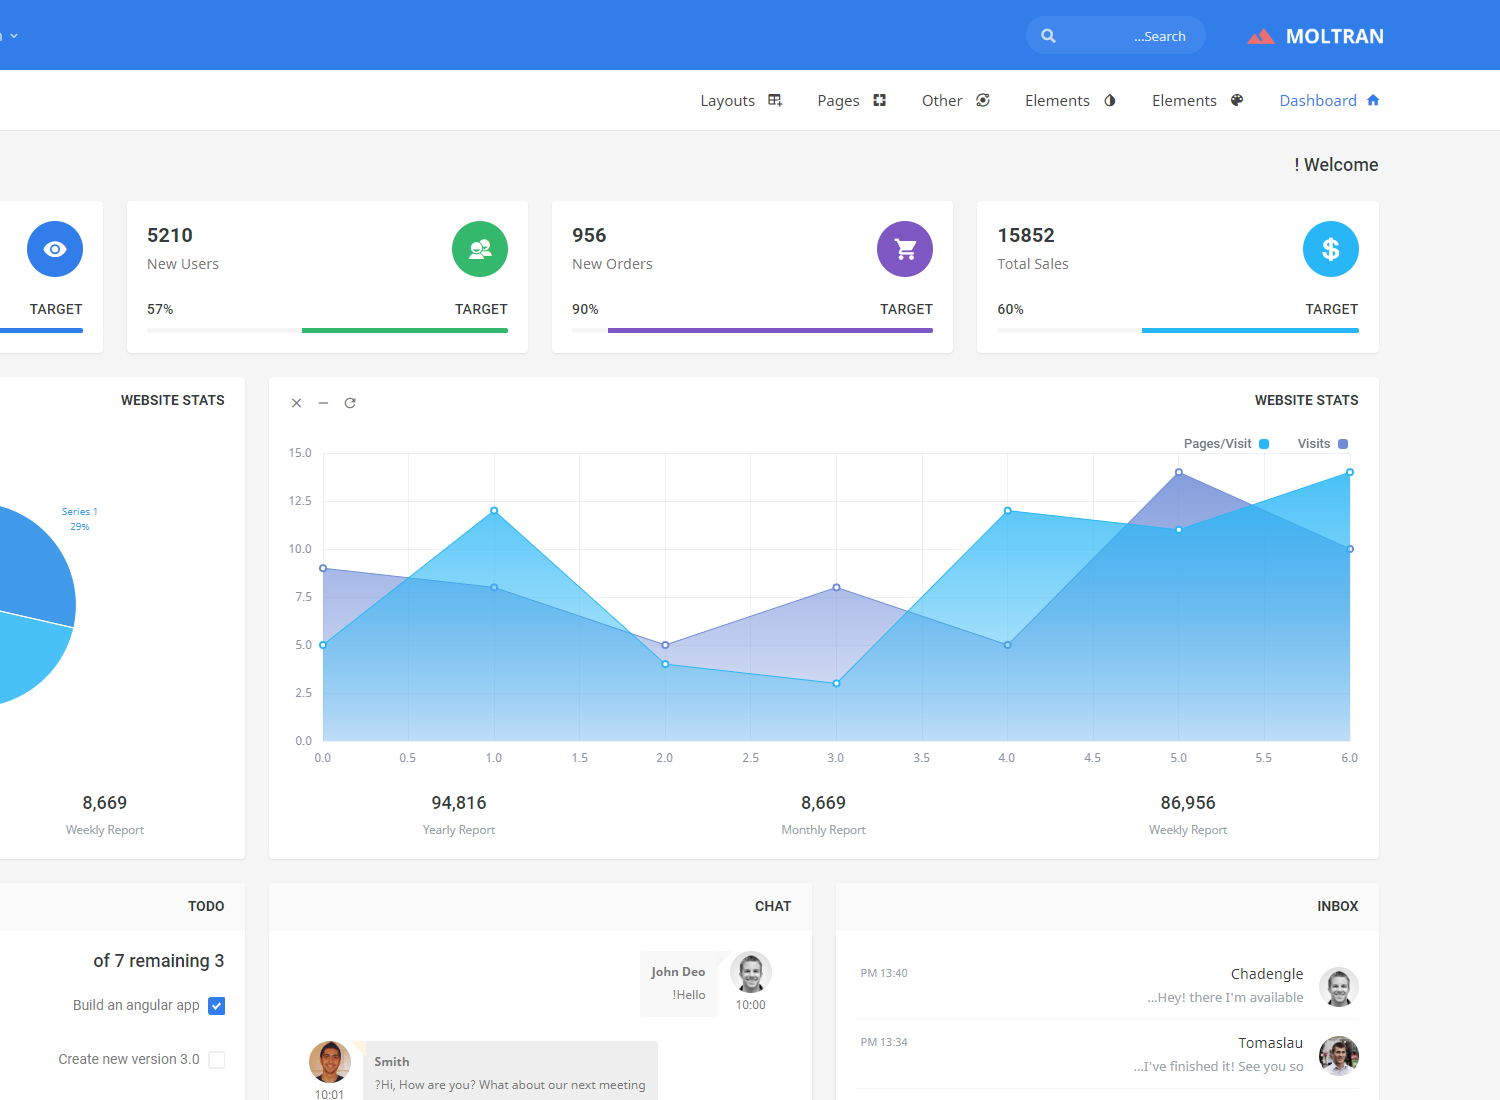 ...Search
MOLTRAN
Layouts
Pages
Other
Elements
Elements
Dashboard
! Welcome
TARGET
5210
New Users
57%
TARGET
956
New Orders
90%
TARGET
15852
Total Sales
60%
TARGET
WEBSITE STATS
Series 1
29%
8,669
Weekly Report
WEBSITE STATS
Pages/Visit
Visits
15.0
12.5
10.0
7.5
5.0
2.5
0.0
0.0 0.5 1.0 1.5 2.0 2.5 3.0 3.5 4.0 4.5 5.0 5.5 6.0
94,816
Yearly Report
8,669
Monthly Report
86,956
Weekly Report
TODO
of 7 remaining 3
Build an angular app
Create new version 3.0
CHAT
John Deo
!Hello
10:00
Smith
?Hi, How are you? What about our next meeting
10:01
INBOX
Chadengle
PM 13:40
...Hey! there I'm available
Tomaslau
PM 13:34
...I've finished it! See you so